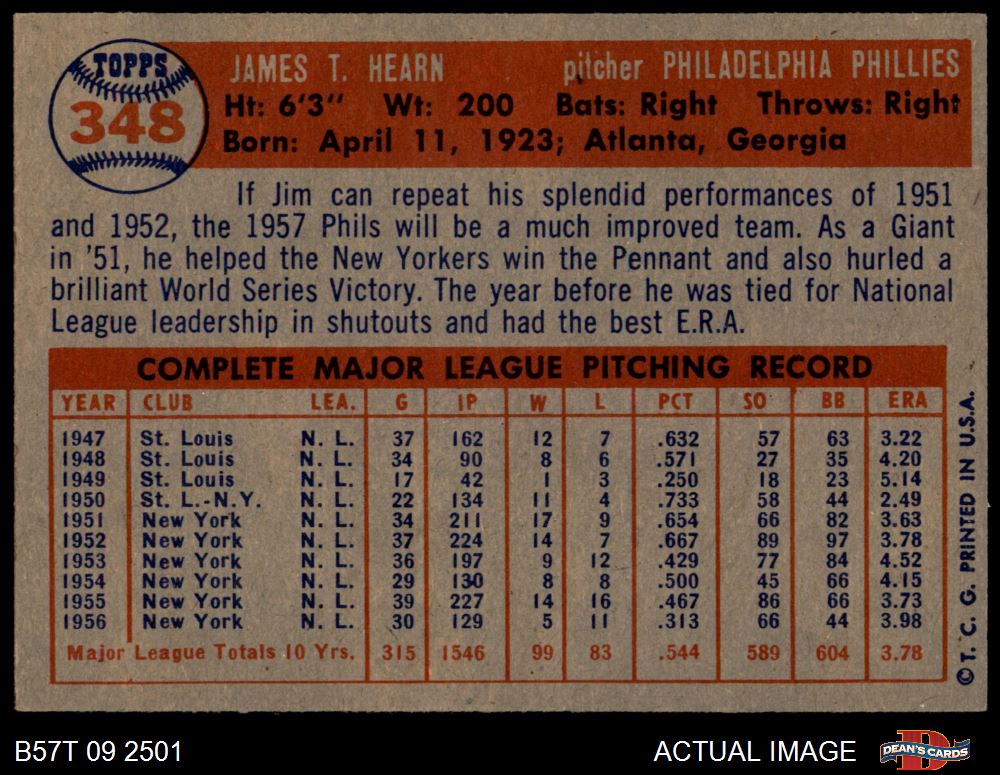 TOPPS
348
JAMES T. HEARN pitcher PHILADELPHIA PHILLIES
Ht: 6'3" Wt: 200 Bats: Right Throws: Right
Born: April 11, 1923; Atlanta, Georgia
If Jim can repeat his splendid performances of 1951
and 1952, the 1957 Phils will be a much improved team. As a Giant
in '51, he helped the New Yorkers win the Pennant and also hurled a
brilliant World Series Victory. The year before he was tied for National
League leadership in shutouts and had the best E.R.A.
COMPLETE MAJOR LEAGUE PITCHING RECORD
YEAR CLUB LEA. G IP W L PCT SO BB ERA
1947 St. Louis N. L. 37 162 12 7 .632 57 63 3.22
1948 St. Louis N. L. 34 90 8 6 .571 27 35 4.20
1949 St. Louis N. L. 17 42 1 3 .250 18 23 5.14
1950 St. L.-N.Y. N. L. 22 134 11 4 .733 58 44 2.49
1951 New York N. L. 34 211 17 9 .654 66 82 3.63
1952 New York N. L. 37 224 14 7 .667 89 97 3.78
1953 New York N. L. 36 197 9 12 .429 77 84 4.52
1954 New York N. L. 29 130 8 8 .500 45 66 4.15
1955 New York N. L. 39 227 14 16 .467 86 66 3.73
1956 New York N. L. 30 129 5 11 .313 66 44 3.98
Major League Totals 10 Yrs. 315 1546 99 83 .544 589 604 3.78
© T. C. G. PRINTED IN U.S.A.
B57T 09 2501 ACTUAL IMAGE DEAN'S CARDS